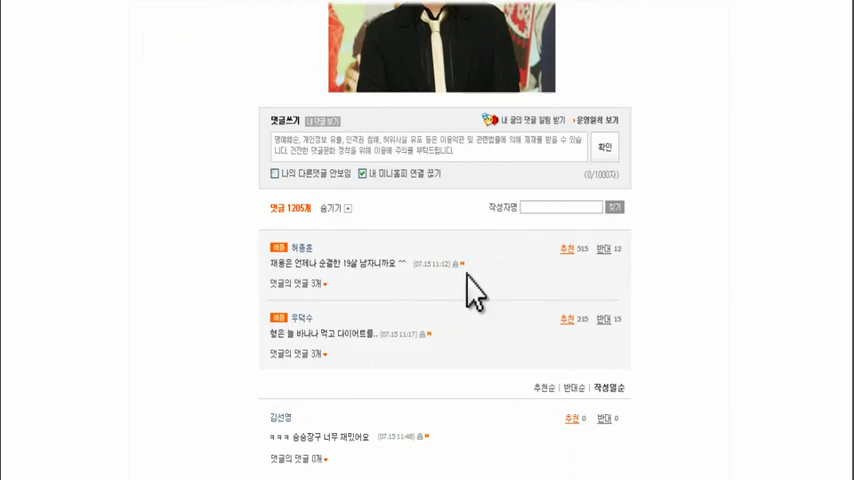 댓글쓰기 내 댓글 보기 내 글의 댓글 알림 받기 운영원칙 보기
명예훼손, 개인정보 유출, 인격권 침해, 허위사실 유포 등은 이용약관 및 관련법률에 의해 제재를 받을 수 있습
니다. 건전한 댓글문화 정착을 위해 이용에 주의를 부탁드립니다.
확인
나의 다른댓글 안보임 내 미니홈피 연결 끊기 (0/1000자)
댓글 1205개 숨기기 작성자명 찾기
베플 허종훈 추천 513 반대 12
재용은 언제나 순결한 19살 남자니까요 ^^ (07.15 11:12)
댓글의 댓글 3개
베플 우덕수 추천 215 반대 15
형은 늘 바나나 먹고 다이어트를.. (07.15 11:17)
댓글의 댓글 3개
추천순 | 반대순 | 작성일순
김선영 추천 0 반대 0
ㅋㅋㅋ 승승장구 너무 재밌어요 (07.15 11:48)
댓글의 댓글 0개